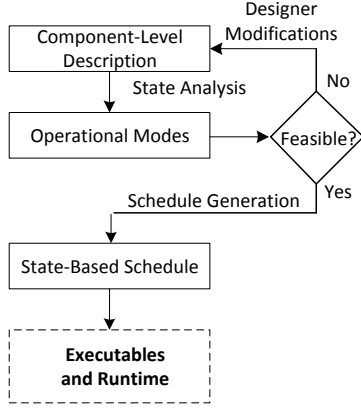 Designer
Modifications
Component-Level
Description
State Analysis
No
Operational Modes
Feasible?
Yes
Schedule Generation
State-Based Schedule
Executables
and Runtime